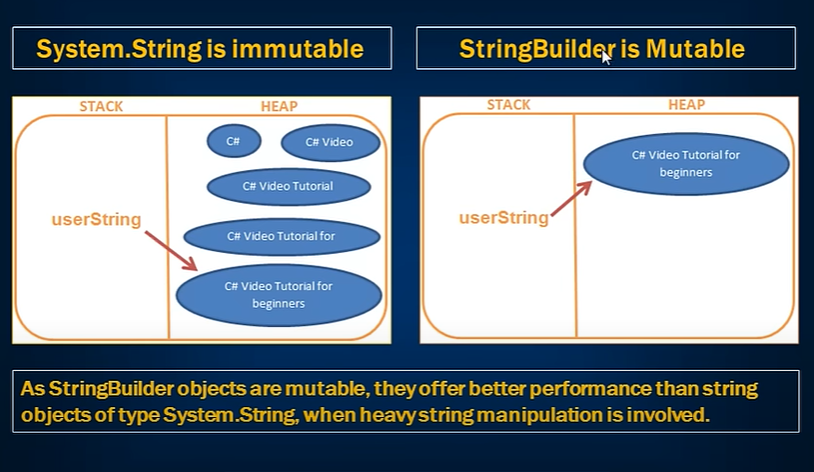 System.String is immutable
StringBuilder is Mutable
STACK
HEAP
C#
C# Video
C# Video Tutorial
C# Video Tutorial for
C# Video Tutorial for
beginners
userString
STACK
HEAP
C# Video Tutorial for
beginners
userString
As StringBuilder objects are mutable, they offer better performance than string
objects of type System.String, when heavy string manipulation is involved.